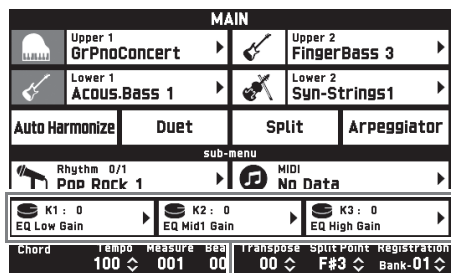 MAIN
Upper 1
GrPnoConcert
Upper 2
FingerBass 3
Lower 1
Acous.Bass 1
Lower 2
Syn-Strings1
Auto Harmonize
Duet
Split
Arpeggiator
sub-menu
Rhythm 0/1
Pop Rock 1
MIDI
No Data
K1: 0
EQ Low Gain
K2: 0
EQ Mid1 Gain
K3: 0
EQ High Gain
Chord Tempo Measure Bea
100 001 00
Transpose Split Point Registration
00 F#3 Bank-01